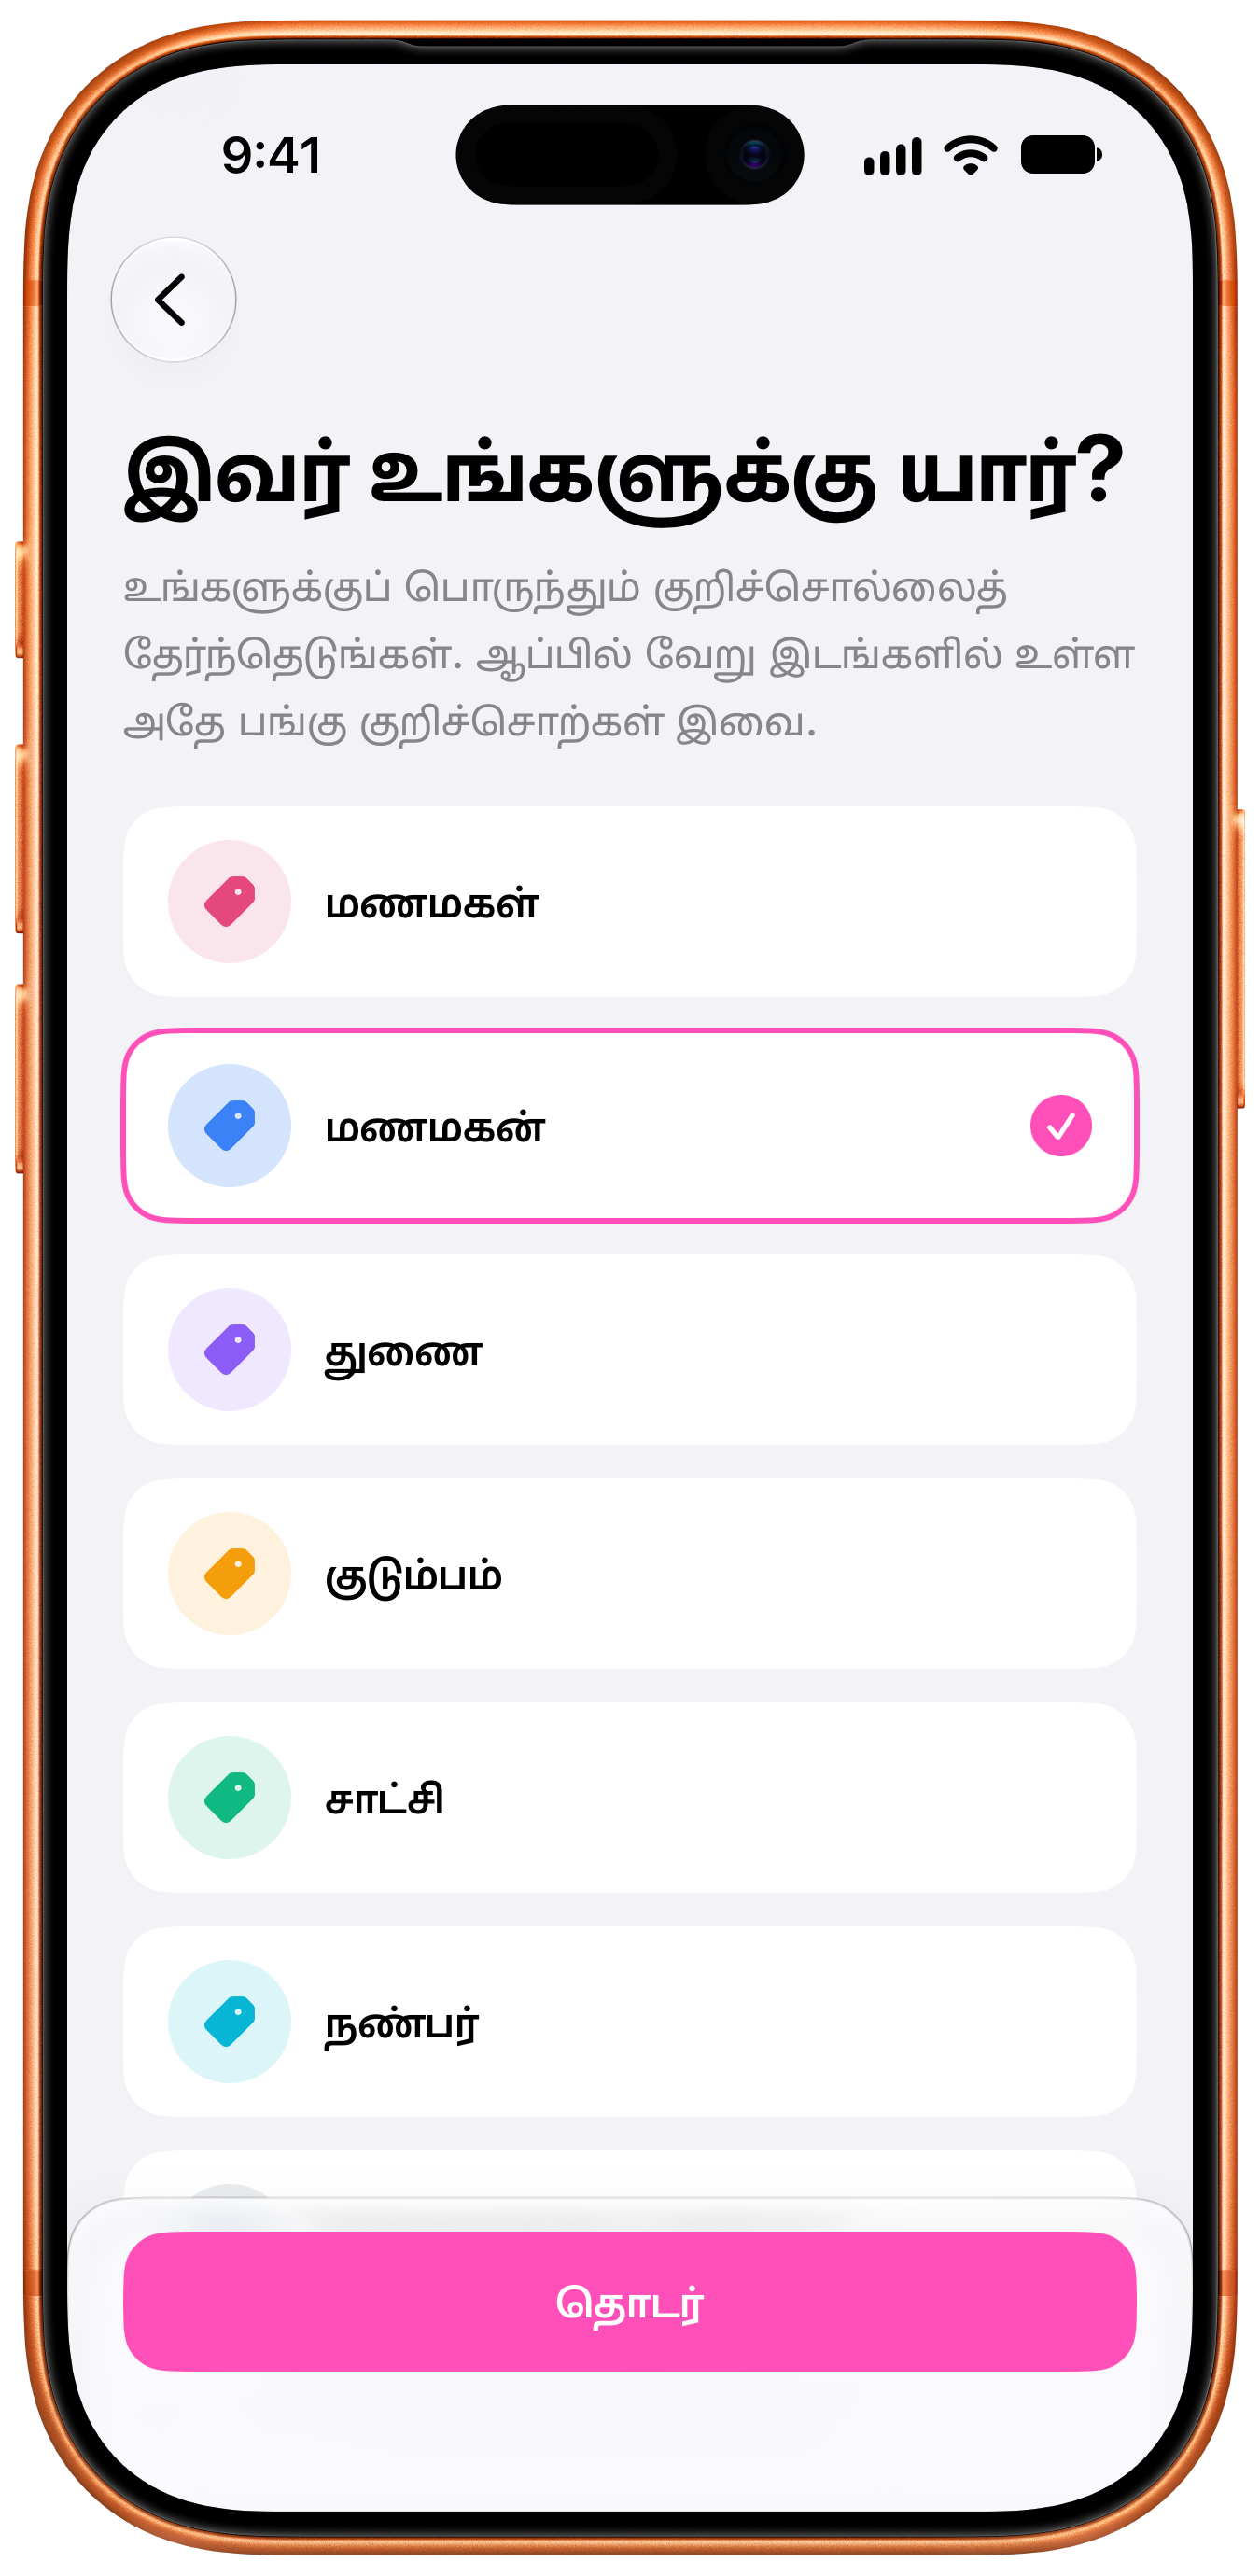 9:41
இவர் உங்களுக்கு யார்?
உங்களுக்குப் பொருந்தும் குறிச்சொல்லைத்
தேர்ந்தெடுங்கள். ஆப்பில் வேறு இடங்களில் உள்ள
அதே பங்கு குறிச்சொற்கள் இவை.
மணமகள்
மணமகன்
துணை
குடும்பம்
சாட்சி
நண்பர்
தொடர்